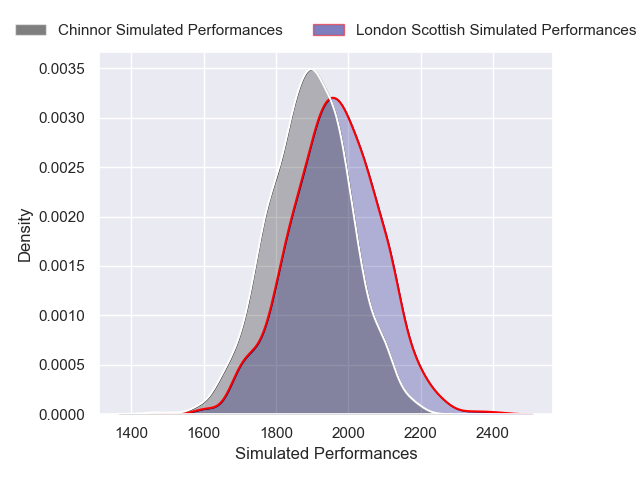 Chinnor Simulated Performances London Scottish Simulated Performances
0.0035
0.0030
0.0025
0.0020
0.0015
0.0010
0.0005
0.0000
Density
1400 1600 1800 2000 2200 2400
Simulated Performances